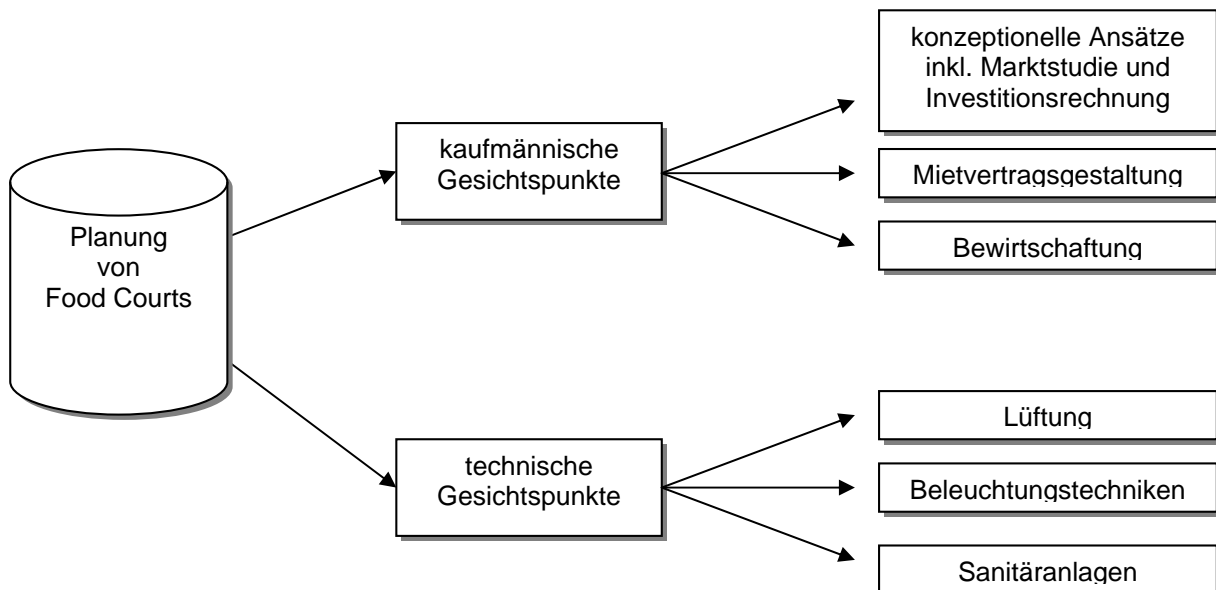 Planung
von
Food Courts
kaufmännische
Gesichtspunkte
konzeptionelle Ansätze
inkl. Marktstudie und
Investitionsrechnung
Mietvertragsgestaltung
Bewirtschaftung
technische
Gesichtspunkte
Lüftung
Beleuchtungstechniken
Sanitäranlagen